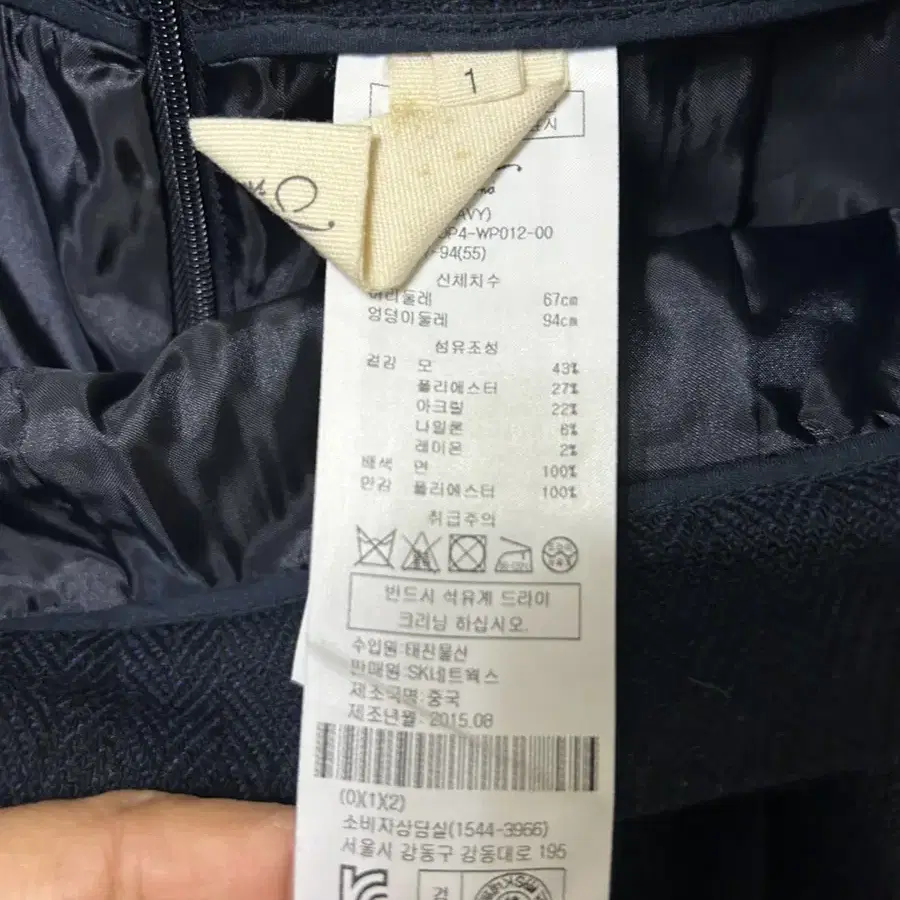 1
시
AVY)
P4-WP012-00
-94(55)
신체치수
허리둘레 67cm
엉덩이둘레 94cm
섬유조성
겉감 모 43%
폴리에스터 27%
아크릴 22%
나일론 6%
레이온 2%
배색 면 100%
안감 폴리에스터 100%
취급주의
반드시 석유계 드라이
크리닝 하십시오.
수입원:태진물산
판매원:SK네트웍스
제조국명:중국
제조년월:2015.08
(0)(1)(2)
소비자상담실(1544-3966)
서울시 강동구 강동대로 195